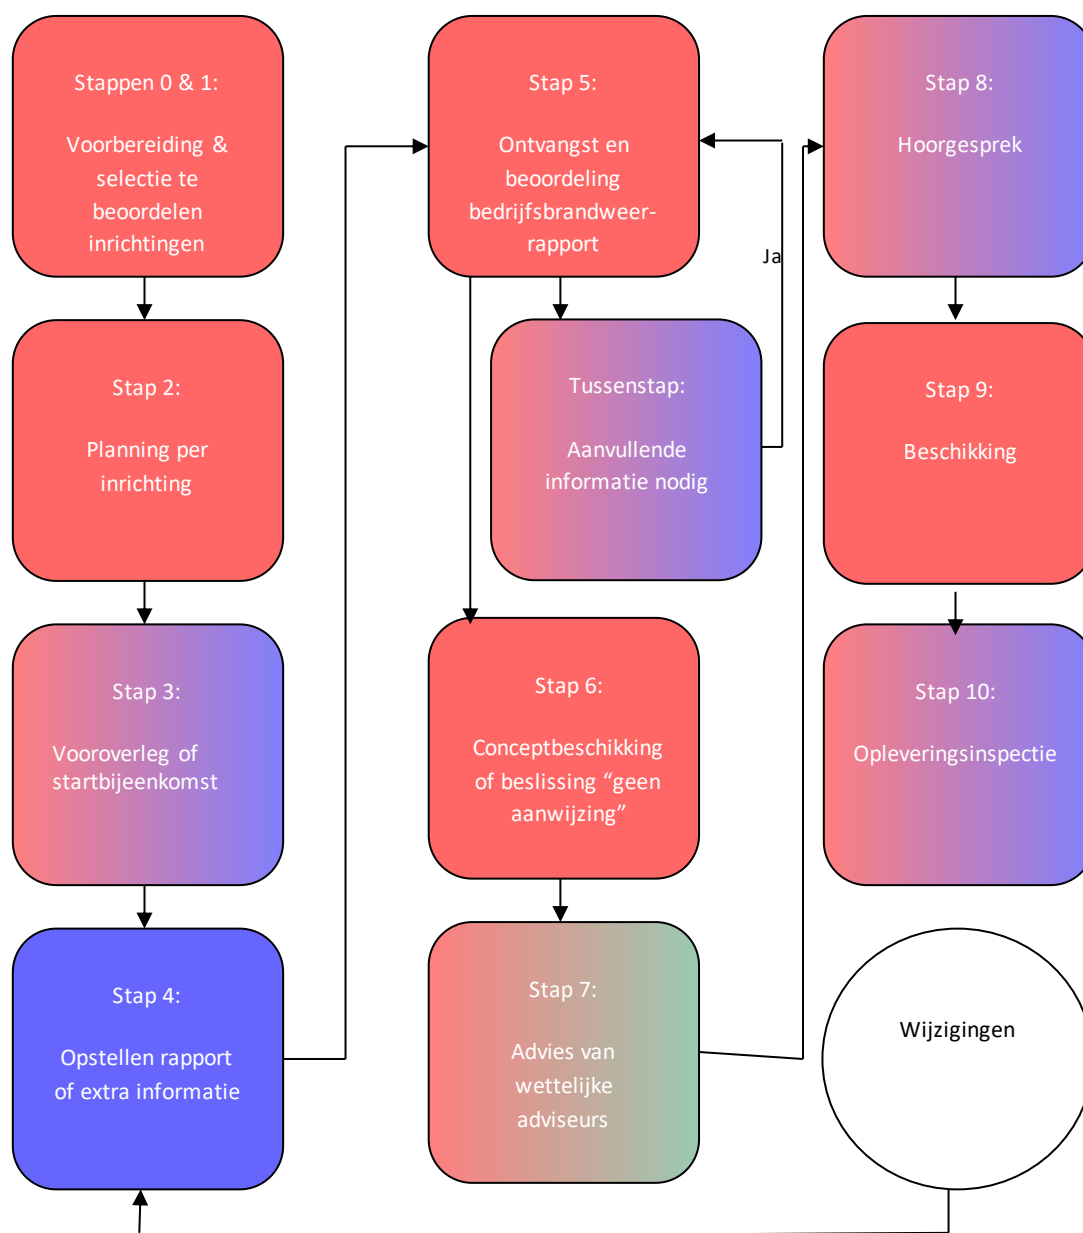 Stappen 0 & 1:
Voorbereiding &
selectie te
beoordelen
inrichtingen
Stap 2:
Planning per
inrichting
Stap 3:
Vooroverleg of
startbijeenkomst
Stap 4:
Opstellen rapport
of extra informatie
Stap 5:
Ontvangst en
beoordeling
bedrijfsbrandweer-
rapport
Ja
Tussenstap:
Aanvullende
informatie nodig
Stap 6:
Conceptbeschikking
of beslissing “geen
aanwijzing”
Stap 7:
Advies van
wettelijke
adviseurs
Stap 8:
Hoorgesprek
Stap 9:
Beschikking
Stap 10:
Opleveringsinspectie
Wijzigingen